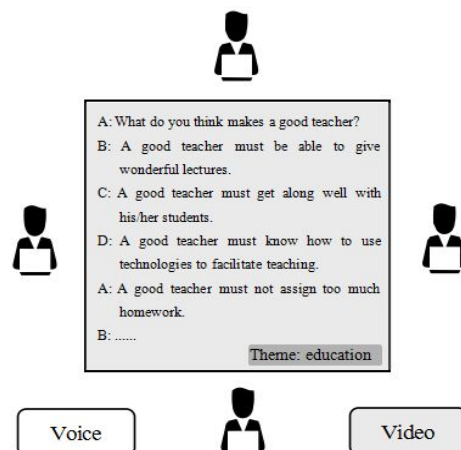 A: What do you think makes a good teacher?
B: A good teacher must be able to give
wonderful lectures.
C: A good teacher must get along well with
his/her students.
D: A good teacher must know how to use
technologies to facilitate teaching.
A: A good teacher must not assign too much
homework.
B: ......
Theme: education
Voice
Video